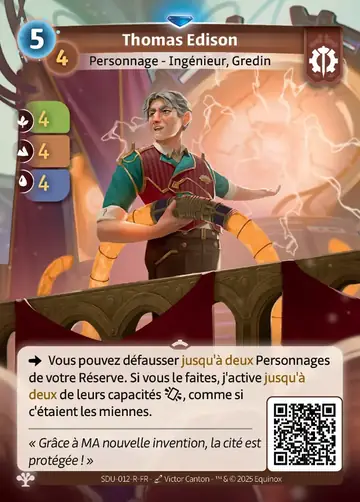 5
4
Thomas Edison
Personnage - Ingénieur, Gredin
4
4
4
Vous pouvez défausser jusqu'à deux Personnages
de votre Réserve. Si vous le faites, j'active jusqu'à
deux de leurs capacités , comme si
c'étaient les miennes.
« Grâce à MA nouvelle invention, la cité est
protégée ! »
SDU-012-R-FR - Victor Canton - ™ & © 2025 Equinox